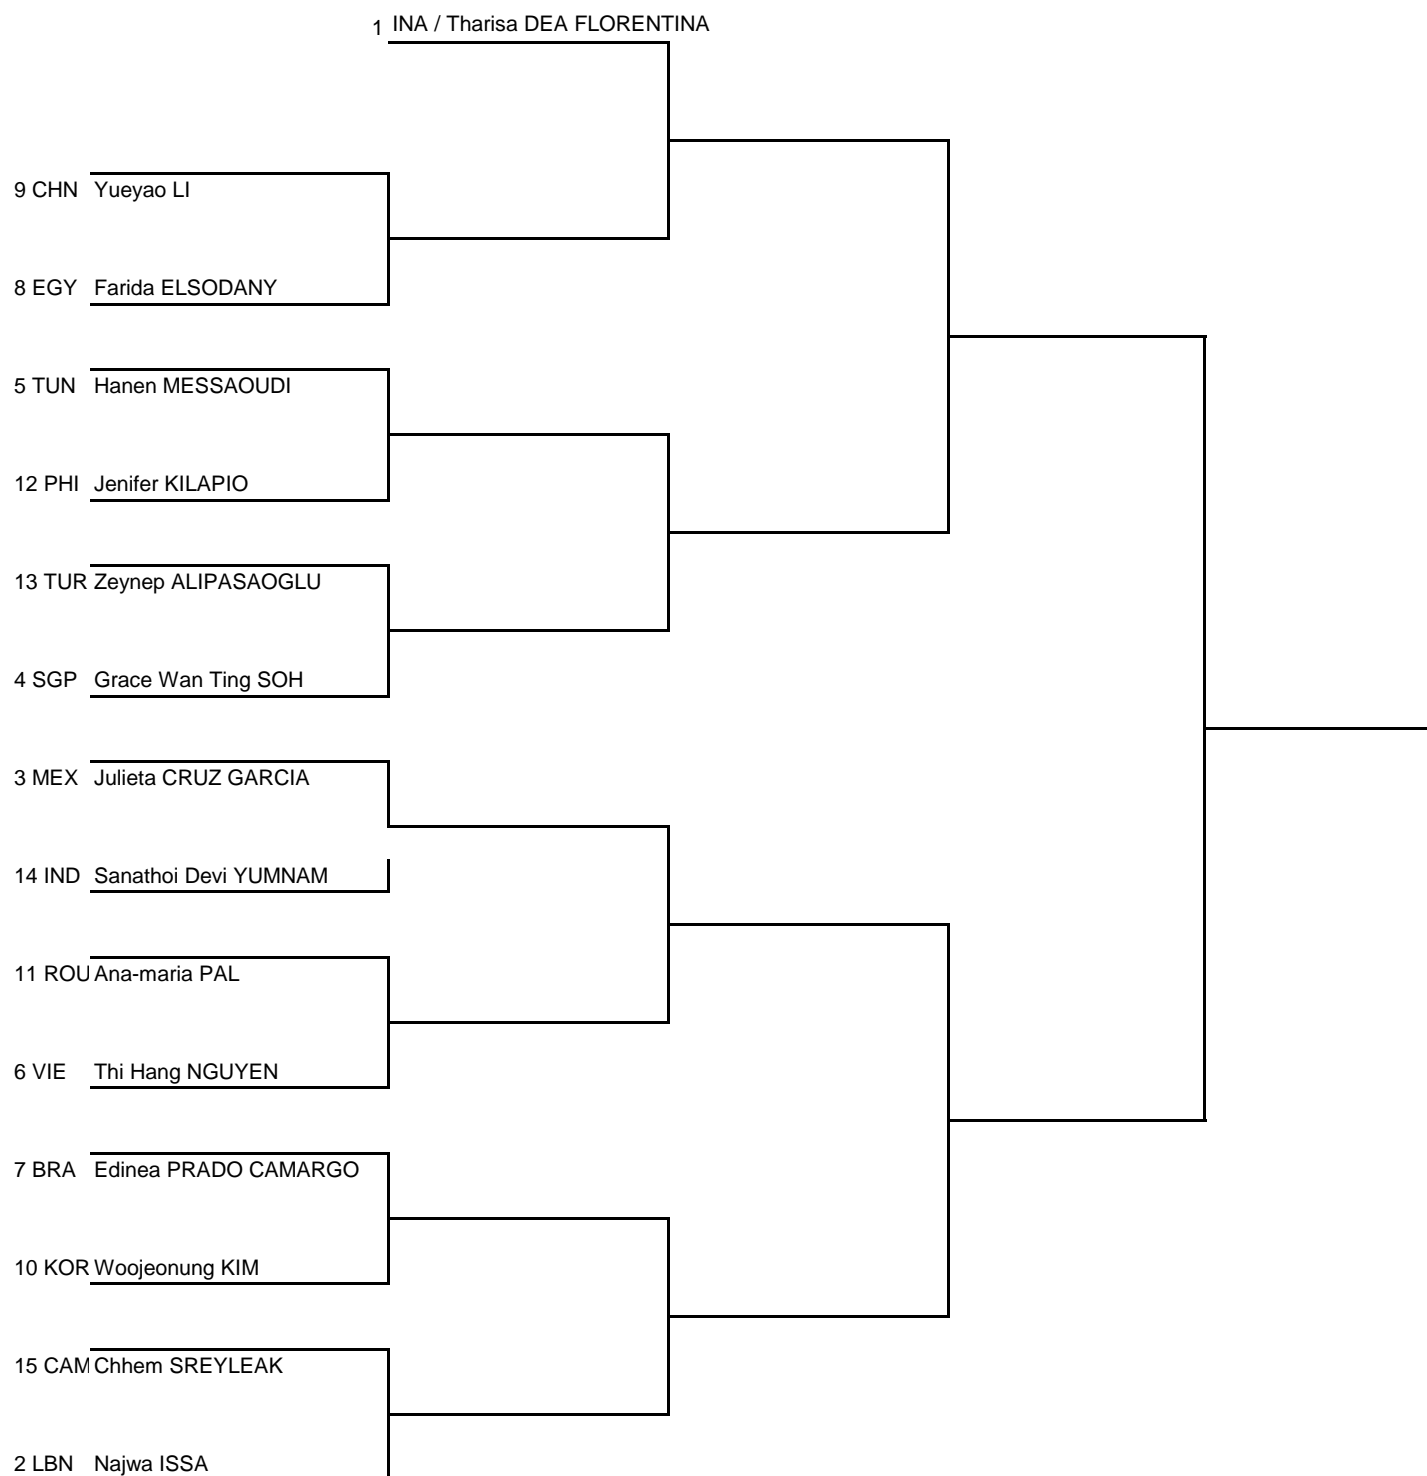 1 INA / Tharisa DEA FLORENTINA
9 CHN Yueyao LI
8 EGY Farida ELSODANY
5 TUN Hanen MESSAOUDI
12 PHI Jenifer KILAPIO
13 TUR Zeynep ALIPASAOGLU
4 SGP Grace Wan Ting SOH
3 MEX Julieta CRUZ GARCIA
14 IND Sanathoi Devi YUMNAM
11 ROU Ana-maria PAL
6 VIE Thi Hang NGUYEN
7 BRA Edinea PRADO CAMARGO
10 KOR Woojeonung KIM
15 CAM Chhem SREYLEAK
2 LBN Najwa ISSA